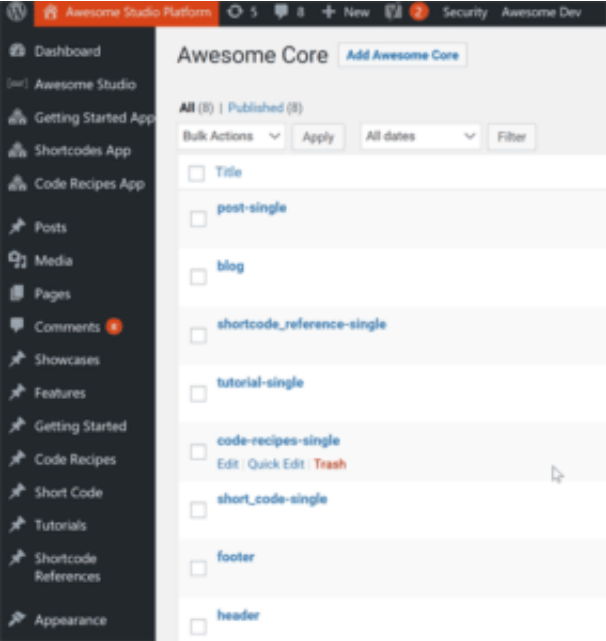 Awesome Studio Platform 5 8 New 2 Security Awesome Dev
Dashboard
Awesome Studio
Getting Started App
Shortcodes App
Code Recipes App
Posts
Media
Pages
Comments 8
Showcases
Features
Getting Started
Code Recipes
Short Code
Tutorials
Shortcode
References
Appearance
Awesome Core Add Awesome Core
All (8) | Published (8)
Bulk Actions Apply All dates Filter
Title
post-single
blog
shortcode_reference-single
tutorial-single
code-recipes-single
Edit | Quick Edit | Trash
short_code-single
footer
header